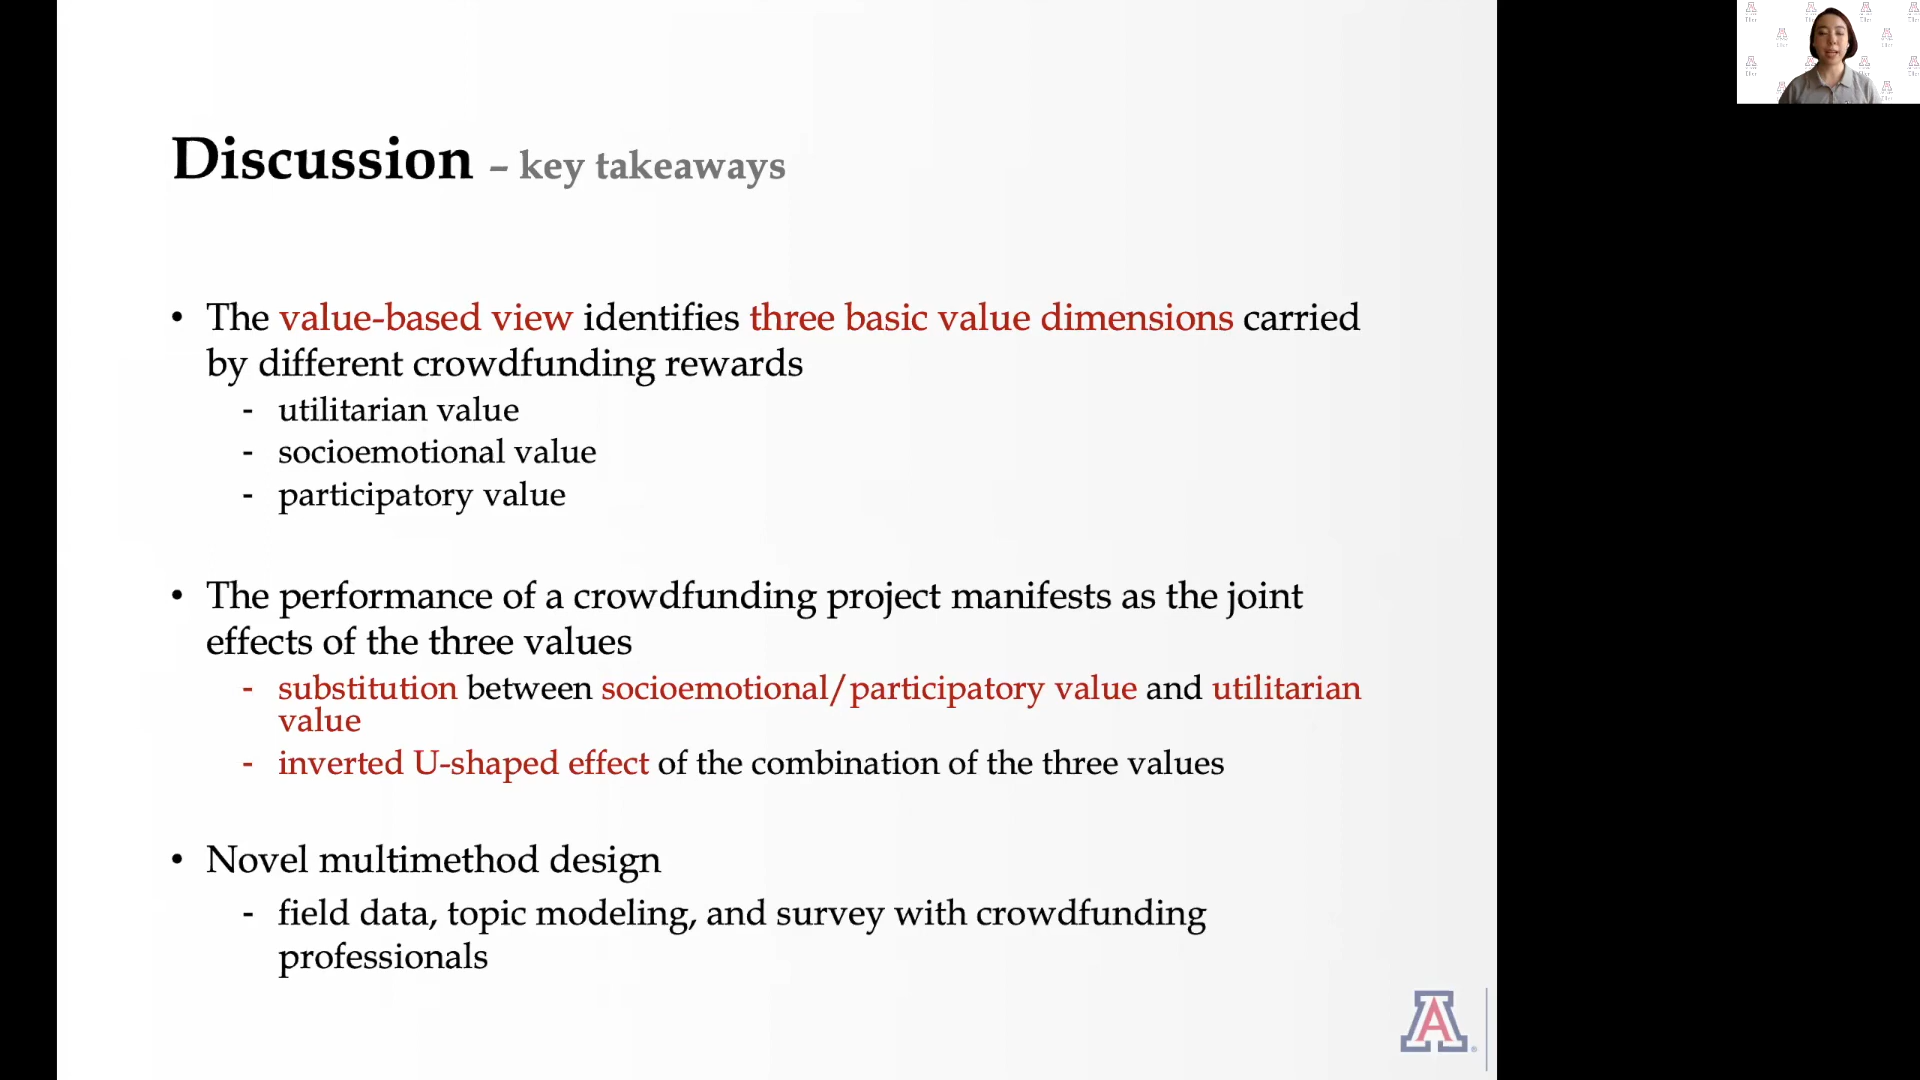 Discussion – key takeaways
• The value-based view identifies three basic value dimensions carried
by different crowdfunding rewards
- utilitarian value
- socioemotional value
- participatory value
• The performance of a crowdfunding project manifests as the joint
effects of the three values
- substitution between socioemotional/participatory value and utilitarian
value
- inverted U-shaped effect of the combination of the three values
• Novel multimethod design
- field data, topic modeling, and survey with crowdfunding
professionals
A